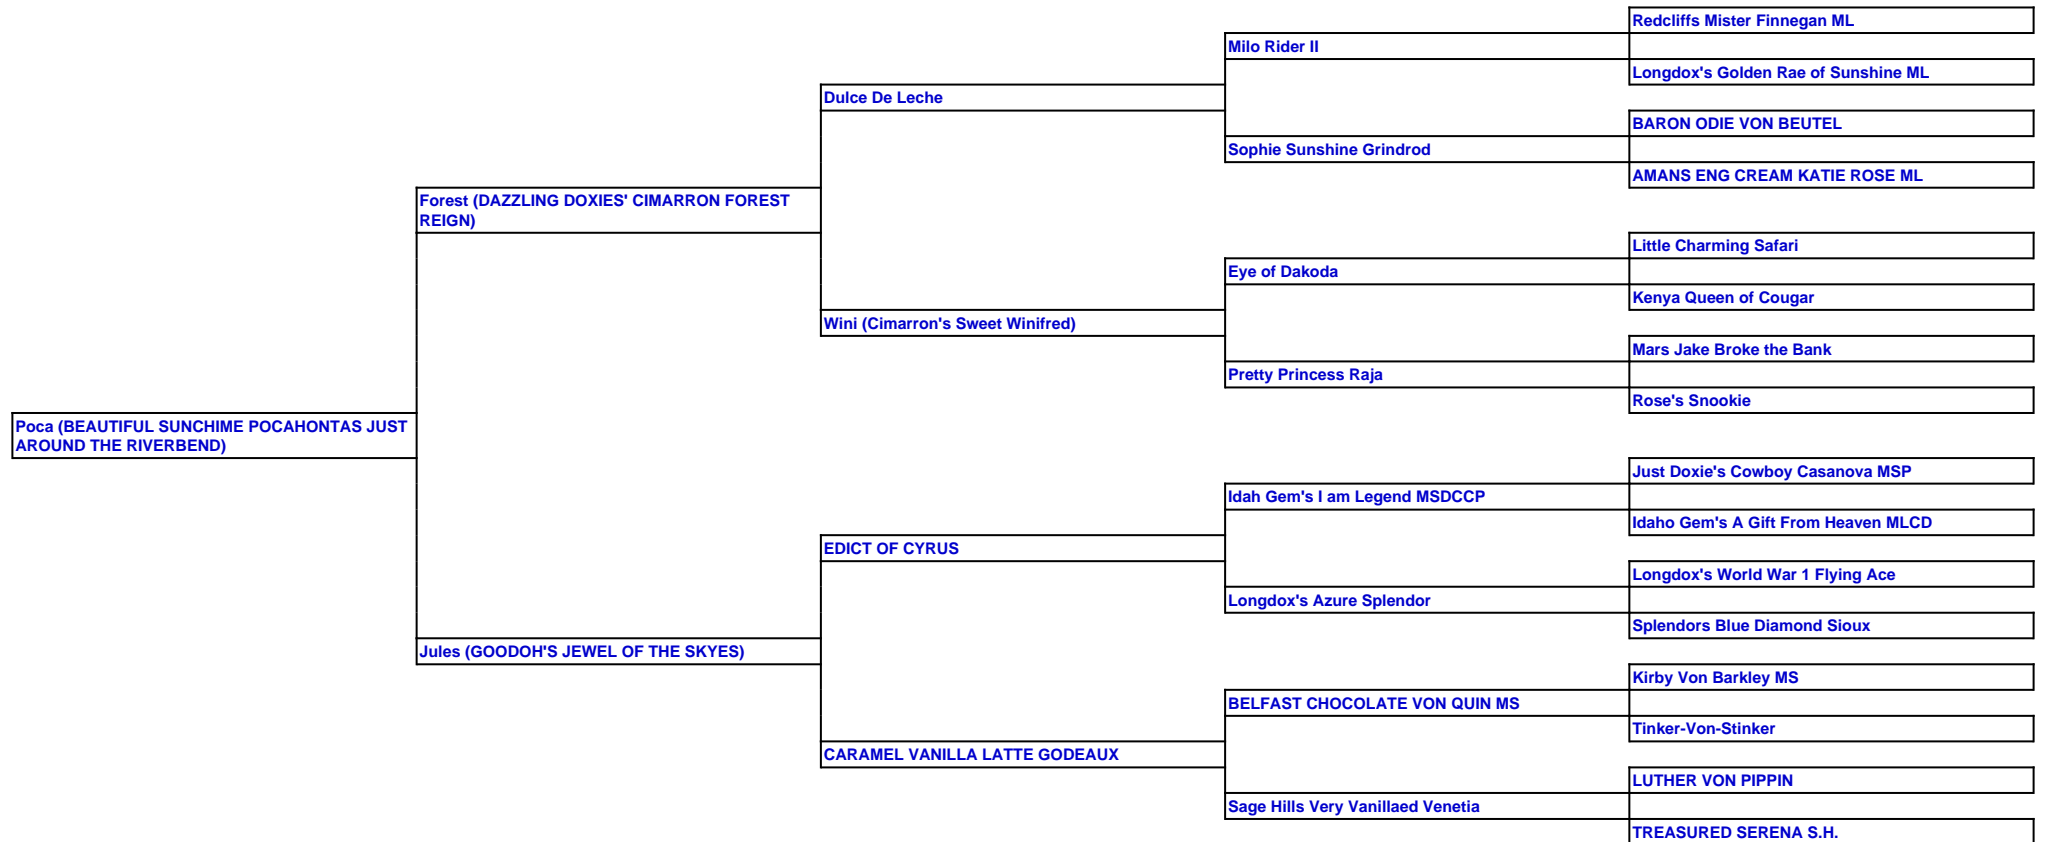 Redcliffs Mister Finnegan ML
Milo Rider II
Longdox's Golden Rae of Sunshine ML
Dulce De Leche
BARON ODIE VON BEUTEL
Sophie Sunshine Grindrod
AMANS ENG CREAM KATIE ROSE ML
Forest (DAZZLING DOXIES' CIMARRON FOREST
REIGN)
Little Charming Safari
Eye of Dakoda
Kenya Queen of Cougar
Wini (Cimarron's Sweet Winifred)
Mars Jake Broke the Bank
Pretty Princess Raja
Rose's Snookie
Poca (BEAUTIFUL SUNCHIME POCAHONTAS JUST
AROUND THE RIVERBEND)
Just Doxie's Cowboy Casanova MSP
Idah Gem's I am Legend MSDCCP
Idaho Gem's A Gift From Heaven MLCD
EDICT OF CYRUS
Longdox's World War 1 Flying Ace
Longdox's Azure Splendor
Splendors Blue Diamond Sioux
Jules (GOODOH'S JEWEL OF THE SKYES)
Kirby Von Barkley MS
BELFAST CHOCOLATE VON QUIN MS
Tinker-Von-Stinker
CARAMEL VANILLA LATTE GODEAUX
LUTHER VON PIPPIN
Sage Hills Very Vanillaed Venetia
TREASURED SERENA S.H.